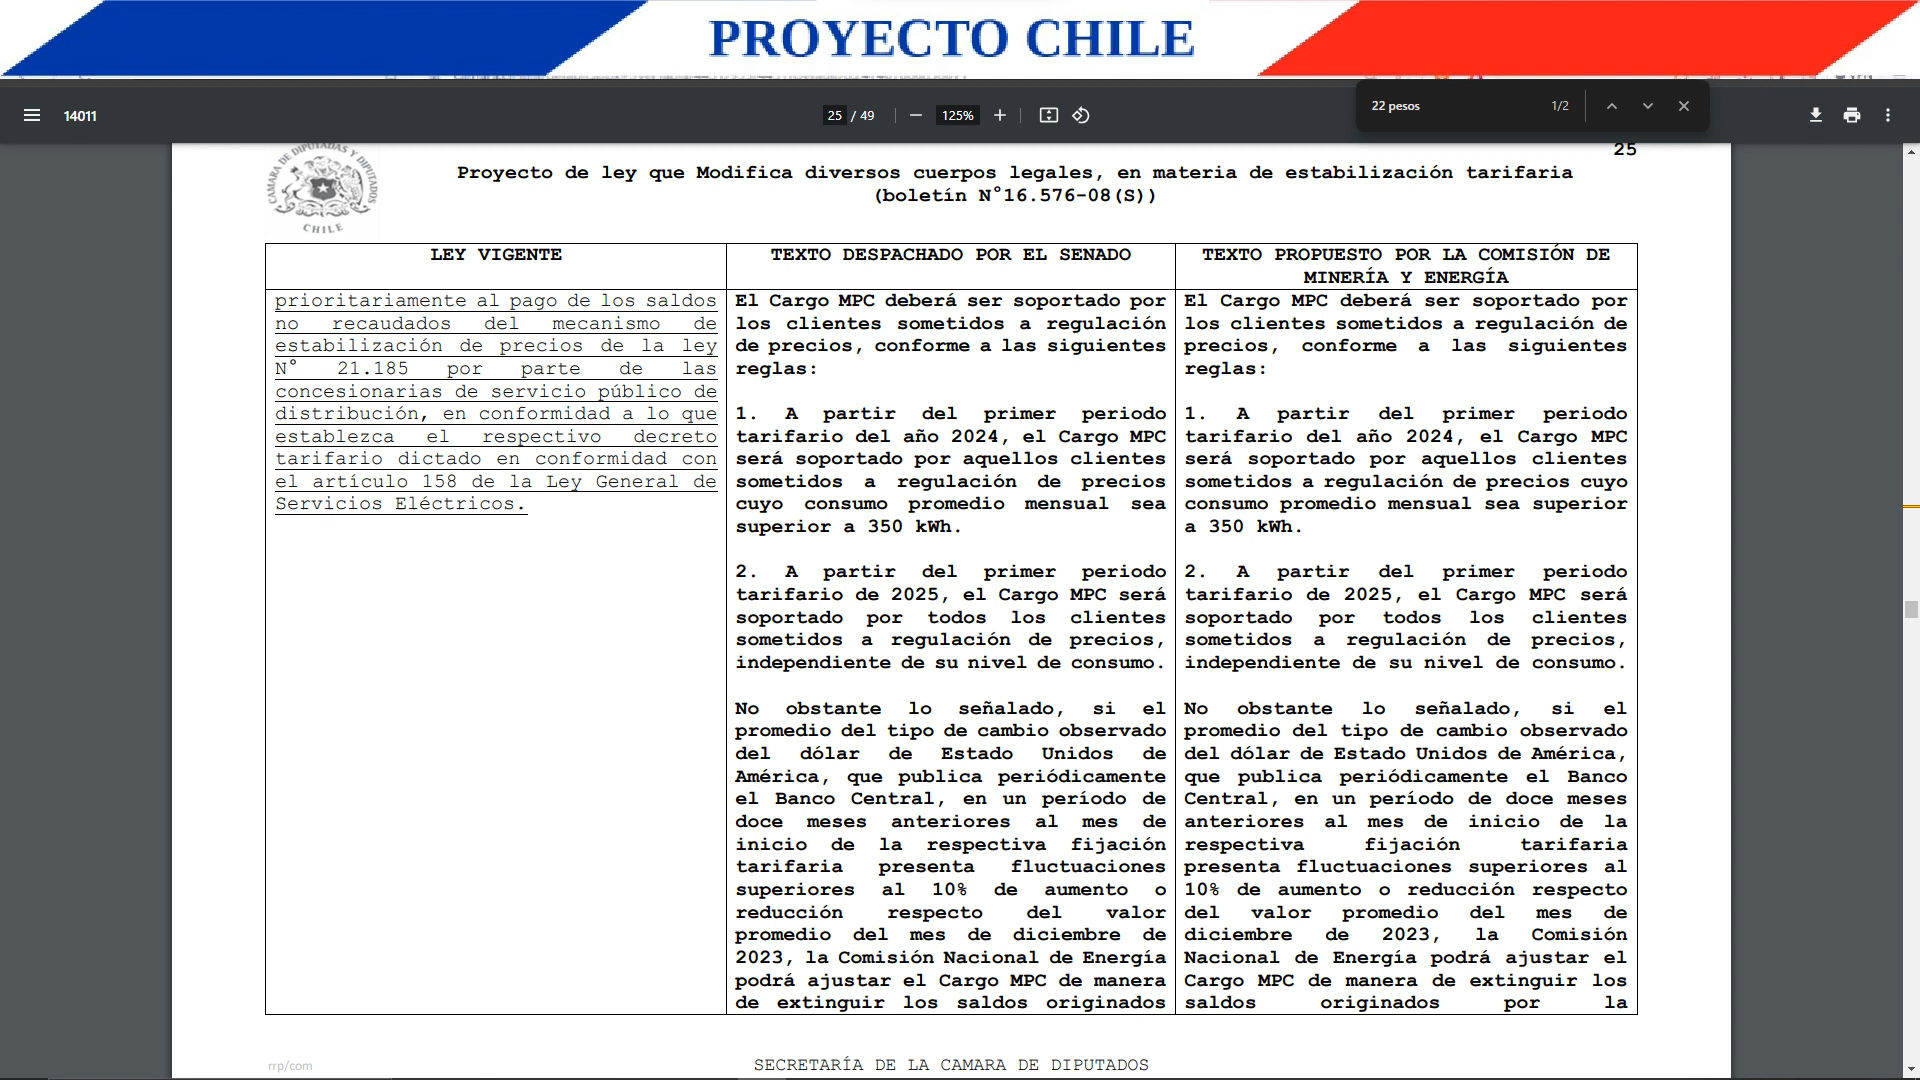 PROYECTO CHILE
14011
25 / 49
125%
22 pesos
1/2
25
CAMARA DE DIPUTADAS Y DIPUTADOS
CHILE
Proyecto de ley que Modifica diversos cuerpos legales, en materia de estabilización tarifaria
(boletín N°16.576-08(S))
LEY VIGENTE
prioritariamente al pago de los saldos
no recaudados del mecanismo de
estabilización de precios de la ley
N° 21.185 por parte de las
concesionarias de servicio público de
distribución, en conformidad a lo que
establezca el respectivo decreto
tarifario dictado en conformidad con
el artículo 158 de la Ley General de
Servicios Eléctricos.
TEXTO DESPACHADO POR EL SENADO
El Cargo MPC deberá ser soportado por
los clientes sometidos a regulación
de precios, conforme a las siguientes
reglas:
1. A partir del primer periodo
tarifario del año 2024, el Cargo MPC
será soportado por aquellos clientes
sometidos a regulación de precios
cuyo consumo promedio mensual sea
superior a 350 kWh.
2. A partir del primer periodo
tarifario de 2025, el Cargo MPC será
soportado por todos los clientes
sometidos a regulación de precios,
independiente de su nivel de consumo.
No obstante lo señalado, si el
promedio del tipo de cambio observado
del dólar de Estado Unidos de
América, que publica periódicamente
el Banco Central, en un período de
doce meses anteriores al mes de
inicio de la respectiva fijación
tarifaria presenta fluctuaciones
superiores al 10% de aumento o
reducción respecto del valor
promedio del mes de diciembre de
2023, la Comisión Nacional de Energía
podrá ajustar el Cargo MPC de manera
de extinguir los saldos originados
TEXTO PROPUESTO POR LA COMISIÓN DE
MINERÍA Y ENERGÍA
El Cargo MPC deberá ser soportado por
los clientes sometidos a regulación de
precios, conforme a las siguientes
reglas:
1. A partir del primer periodo
tarifario del año 2024, el Cargo MPC
será soportado por aquellos clientes
sometidos a regulación de precios cuyo
consumo promedio mensual sea superior
a 350 kWh.
2. A partir del primer periodo
tarifario de 2025, el Cargo MPC será
soportado por todos los clientes
sometidos a regulación de precios,
independiente de su nivel de consumo.
No obstante lo señalado, si el
promedio del tipo de cambio observado
del dólar de Estado Unidos de América,
que publica periódicamente el Banco
Central, en un período de doce meses
anteriores al mes de inicio de la
respectiva fijación tarifaria
presenta fluctuaciones superiores al
10% de aumento o reducción respecto
del valor promedio del mes de
diciembre de 2023, la Comisión
Nacional de Energía podrá ajustar el
Cargo MPC de manera de extinguir los
saldos originados por la
rrp/com
SECRETARÍA DE LA CAMARA DE DIPUTADOS